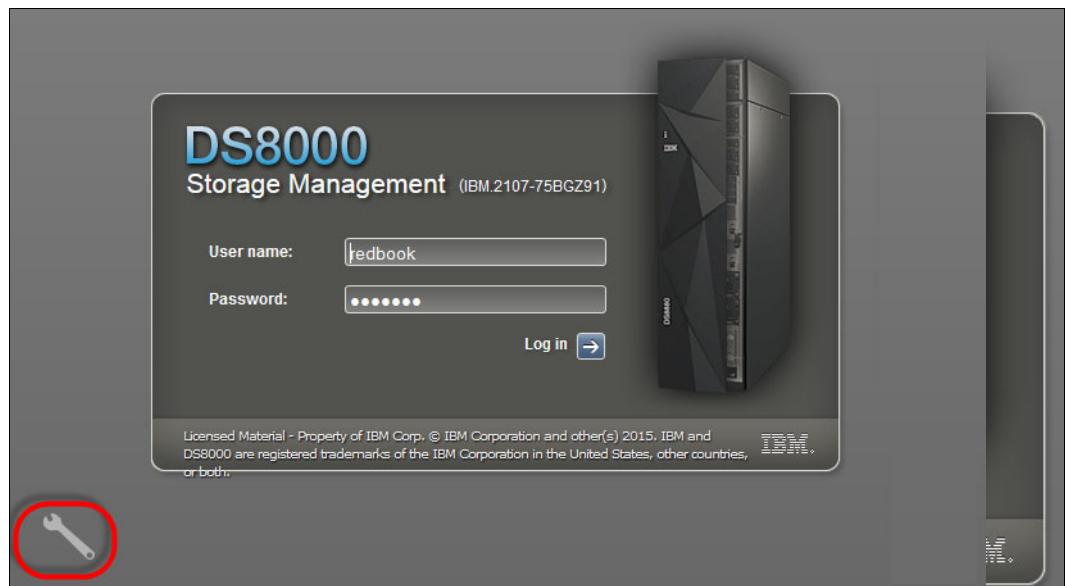 DS8000
Storage Management (IBM.2107-75BGZ91)
User name:
redbook
Password:
●●●●●●●
Log in
Licensed Material - Property of IBM Corp. © IBM Corporation and other(s) 2015. IBM and
DS8000 are registered trademarks of the IBM Corporation in the United States, other countries,
or both.
IBM.
IBM
DS8880
M.